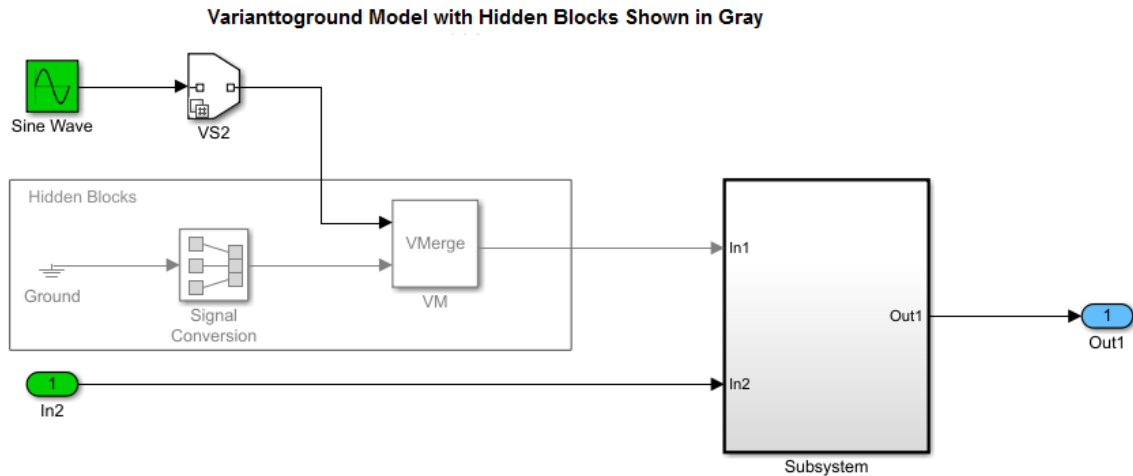 Varianttoground Model with Hidden Blocks Shown in Gray
Sine Wave
VS2
Hidden Blocks
Ground
Signal
Conversion
VMerge
VM
In1
Out1
In2
Subsystem
1
Out1
1
In2